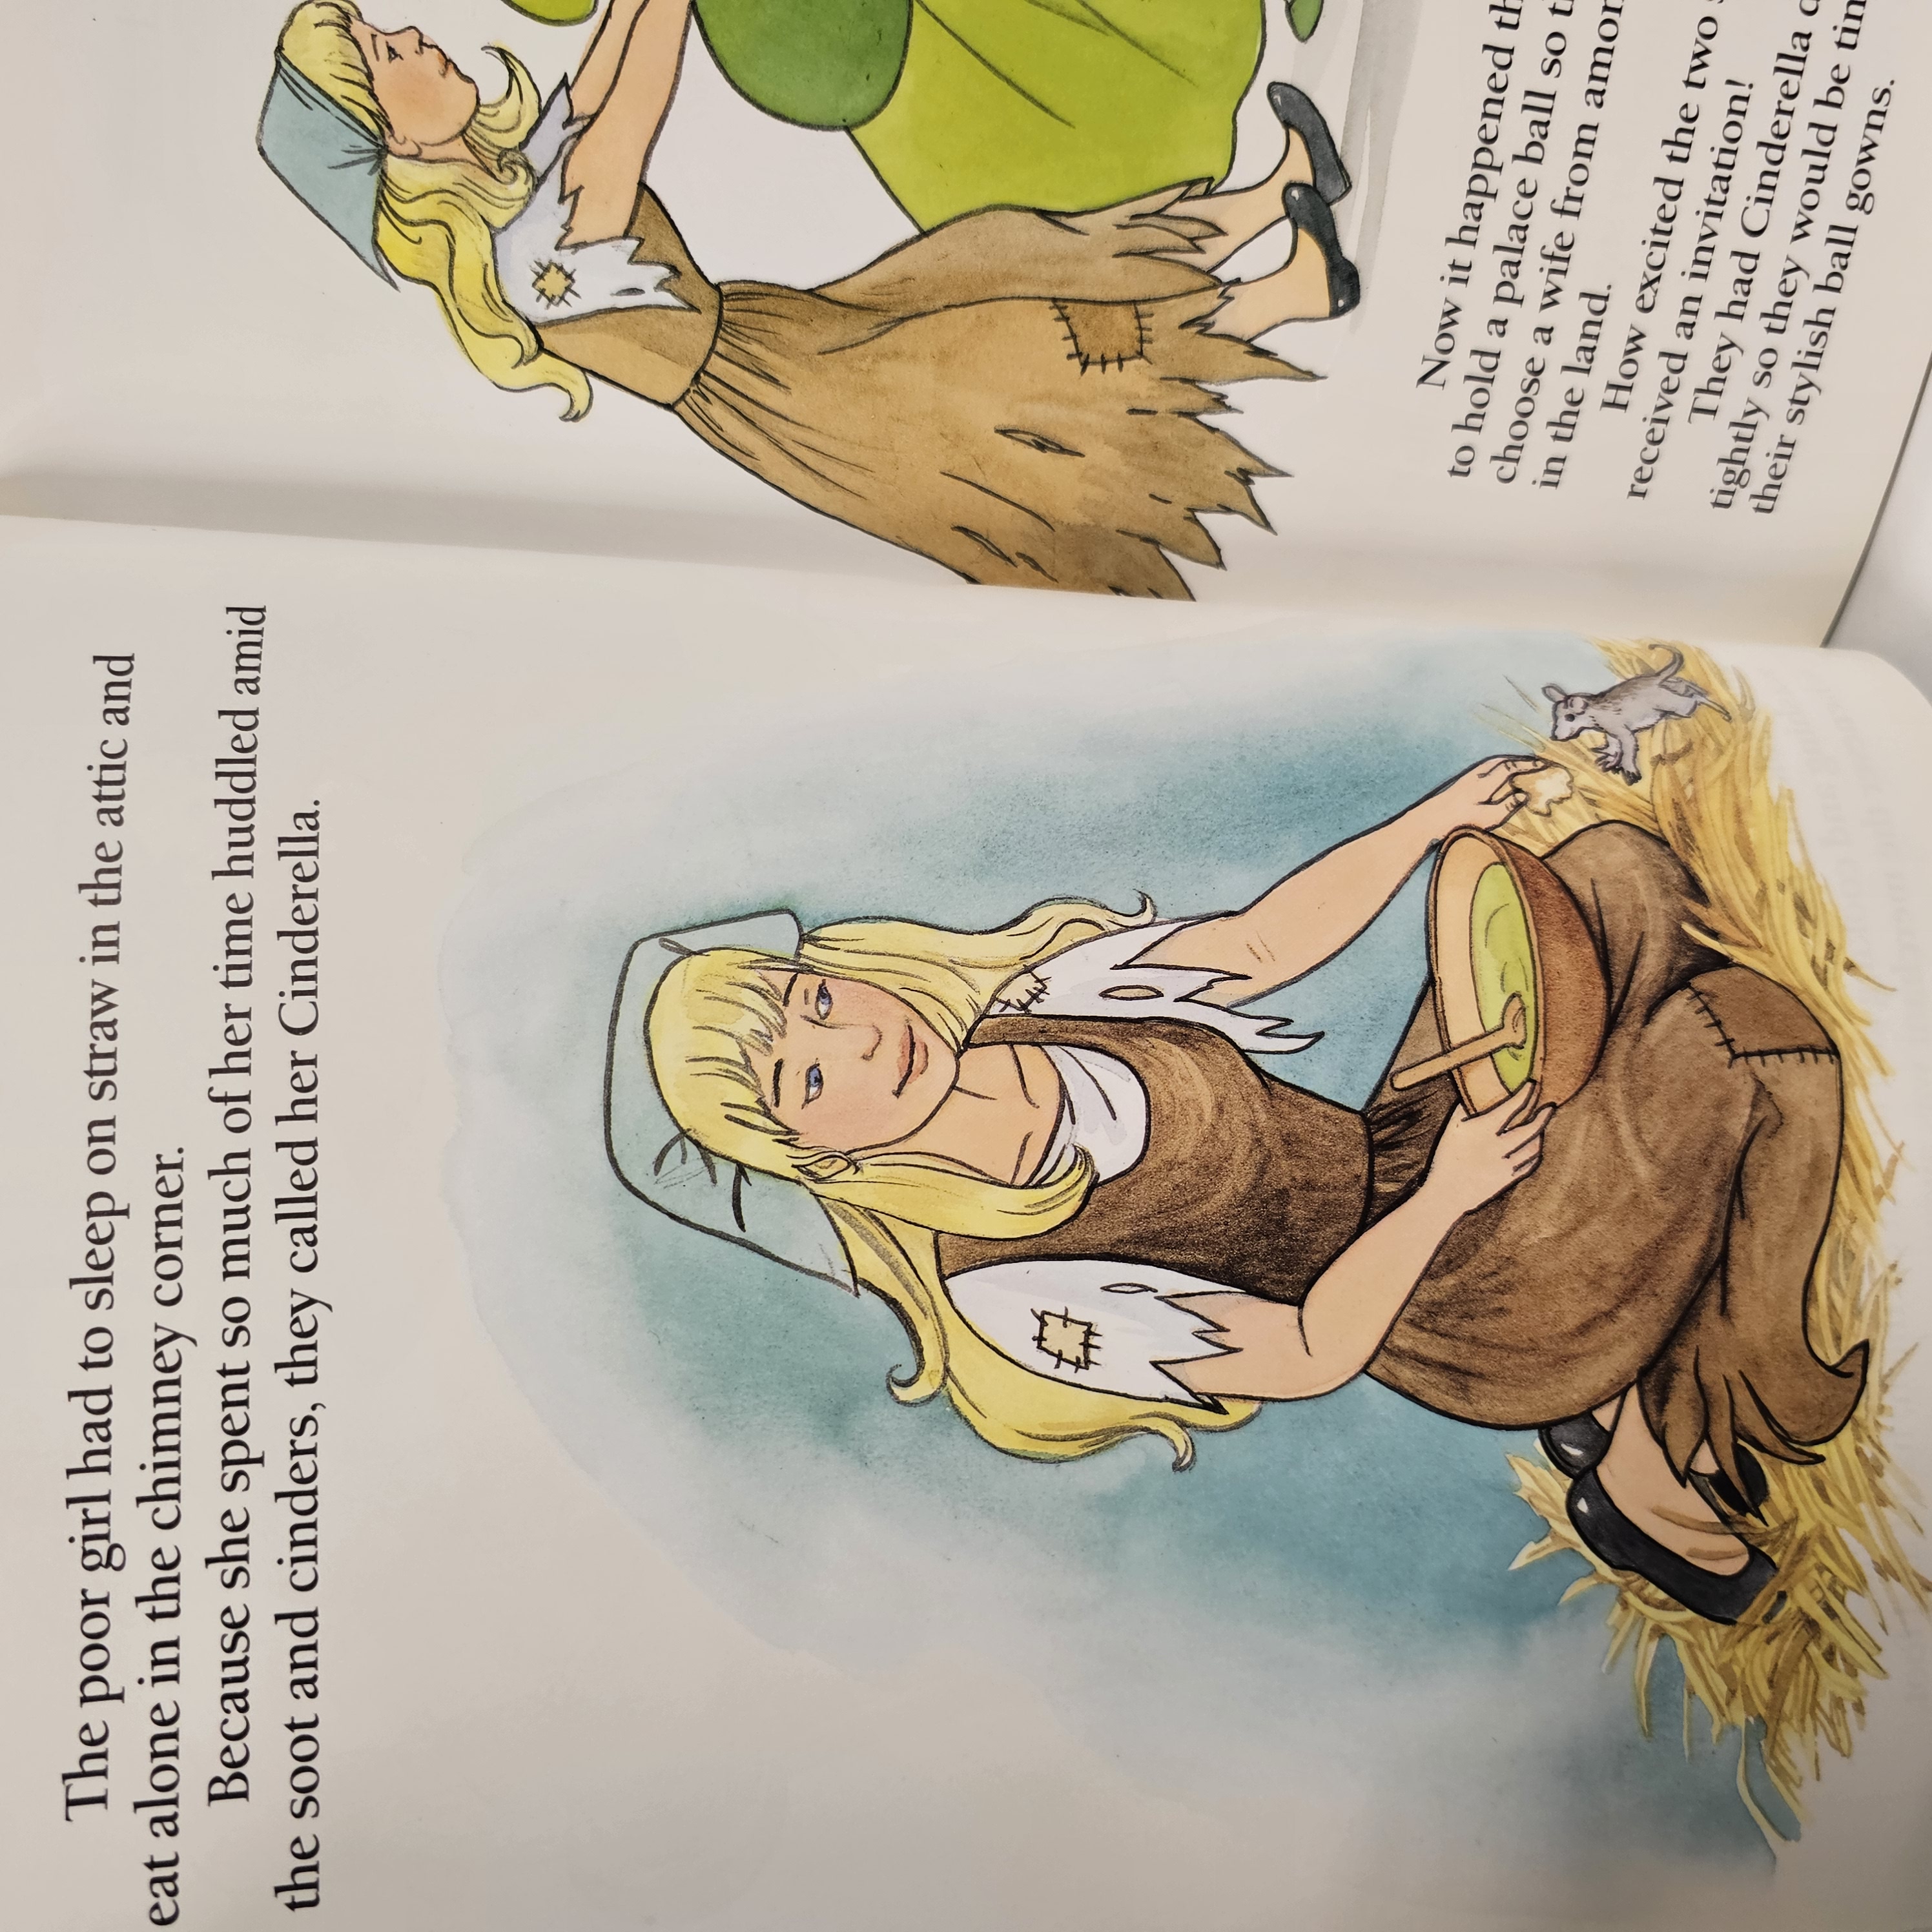 The poor girl had to sleep on straw in the attic and
eat alone in the chimney corner.
Because she spent so much of her time huddled amid
the soot and cinders, they called her Cinderella.
Now it happened
to hold a palace ball so
choose a wife from
in the land.
How excited the two
received an invitation!
They had Cinderella
tightly so they would be
their stylish ball gowns.